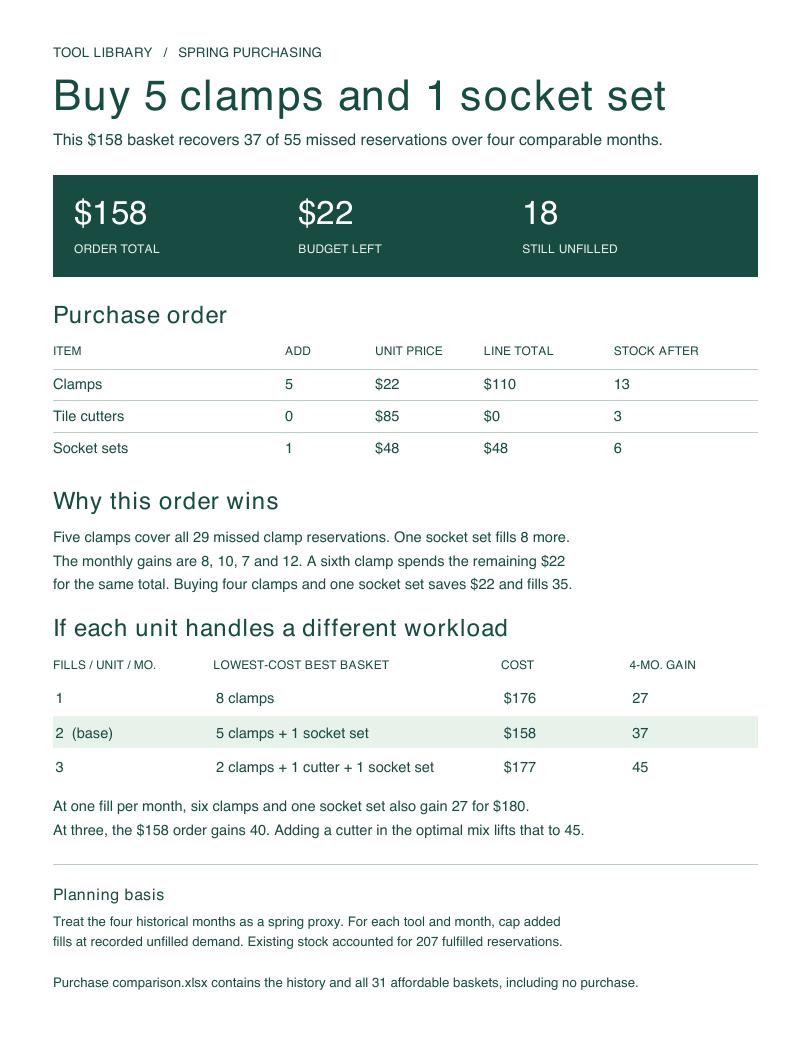 TOOL LIBRARY / SPRING PURCHASING
Buy 5 clamps and 1 socket set
This $158 basket recovers 37 of 55 missed reservations over four comparable months.
$158 $22 18
ORDER TOTAL BUDGET LEFT STILL UNFILLED
Purchase order
ITEM ADD UNIT PRICE LINE TOTAL STOCK AFTER
Clamps 5 $22 $110 13
Tile cutters 0 $85 $0 3
Socket sets 1 $48 $48 6
Why this order wins
Five clamps cover all 29 missed clamp reservations. One socket set fills 8 more.
The monthly gains are 8, 10, 7 and 12. A sixth clamp spends the remaining $22
for the same total. Buying four clamps and one socket set saves $22 and fills 35.
If each unit handles a different workload
FILLS / UNIT / MO. LOWEST-COST BEST BASKET COST 4-MO. GAIN
1 8 clamps $176 27
2 (base) 5 clamps + 1 socket set $158 37
3 2 clamps + 1 cutter + 1 socket set $177 45
At one fill per month, six clamps and one socket set also gain 27 for $180.
At three, the $158 order gains 40. Adding a cutter in the optimal mix lifts that to 45.
Planning basis
Treat the four historical months as a spring proxy. For each tool and month, cap added
fills at recorded unfilled demand. Existing stock accounted for 207 fulfilled reservations.
Purchase comparison.xlsx contains the history and all 31 affordable baskets, including no purchase.